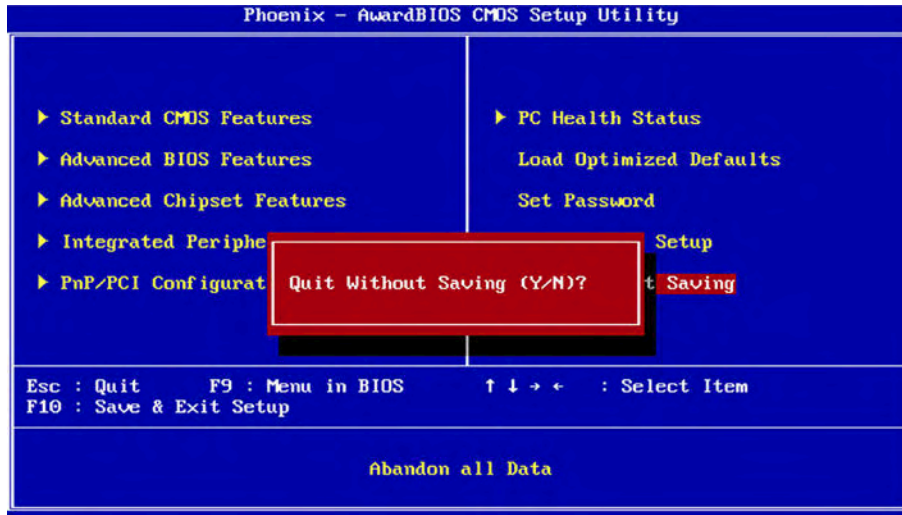 Phoenix - AwardBIOS CMOS Setup Utility
▶ Standard CMOS Features
▶ Advanced BIOS Features
▶ Advanced Chipset Features
▶ Integrated Periphe
▶ PnP/PCI Configurat
▶ PC Health Status
Load Optimized Defaults
Set Password
Setup
t Saving
Quit Without Saving (Y/N)?
Esc : Quit F9 : Menu in BIOS ↑ ↓ → ← : Select Item
F10 : Save & Exit Setup
Abandon all Data